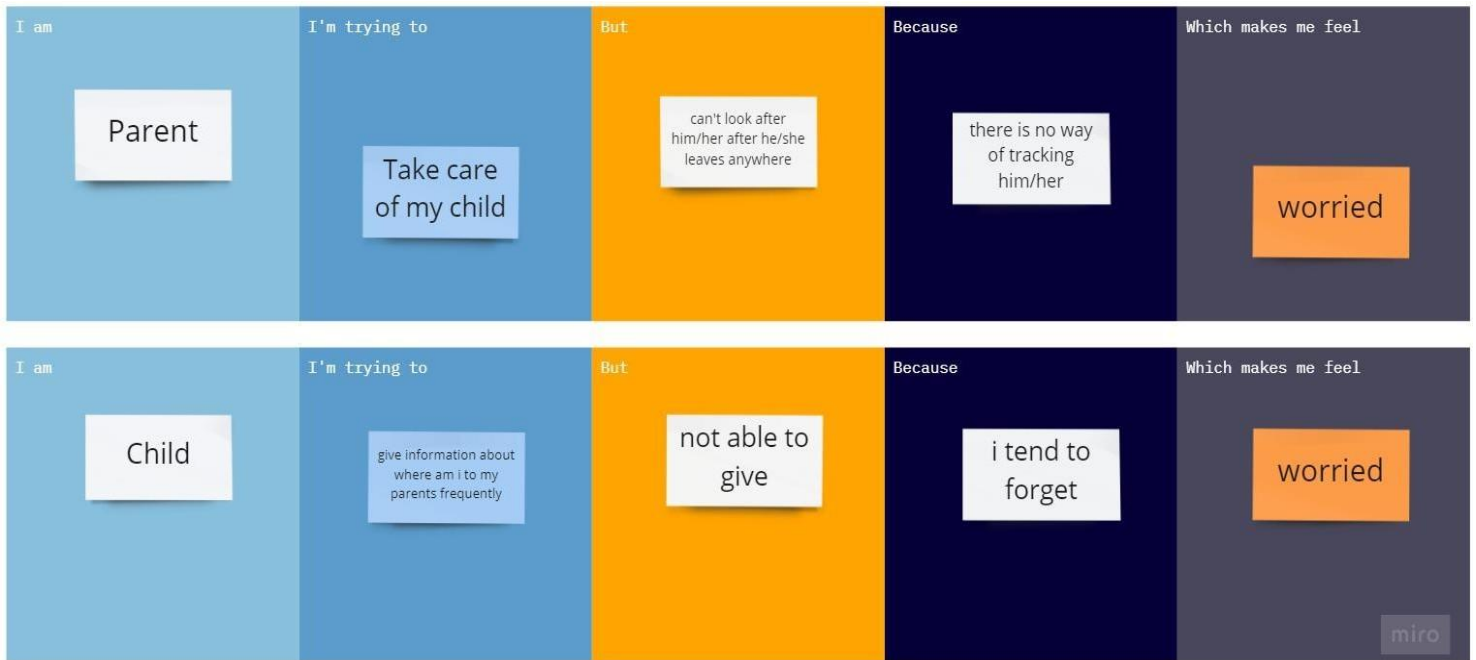 I am
I'm trying to
But
Because
Which makes me feel
Parent
Take care
of my child
can't look after
him/her after he/she
leaves anywhere
there is no way
of tracking
him/her
worried
I am
I'm trying to
But
Because
Which makes me feel
Child
give information about
where am i to my
parents frequently
not able to
give
i tend to
forget
worried
miro